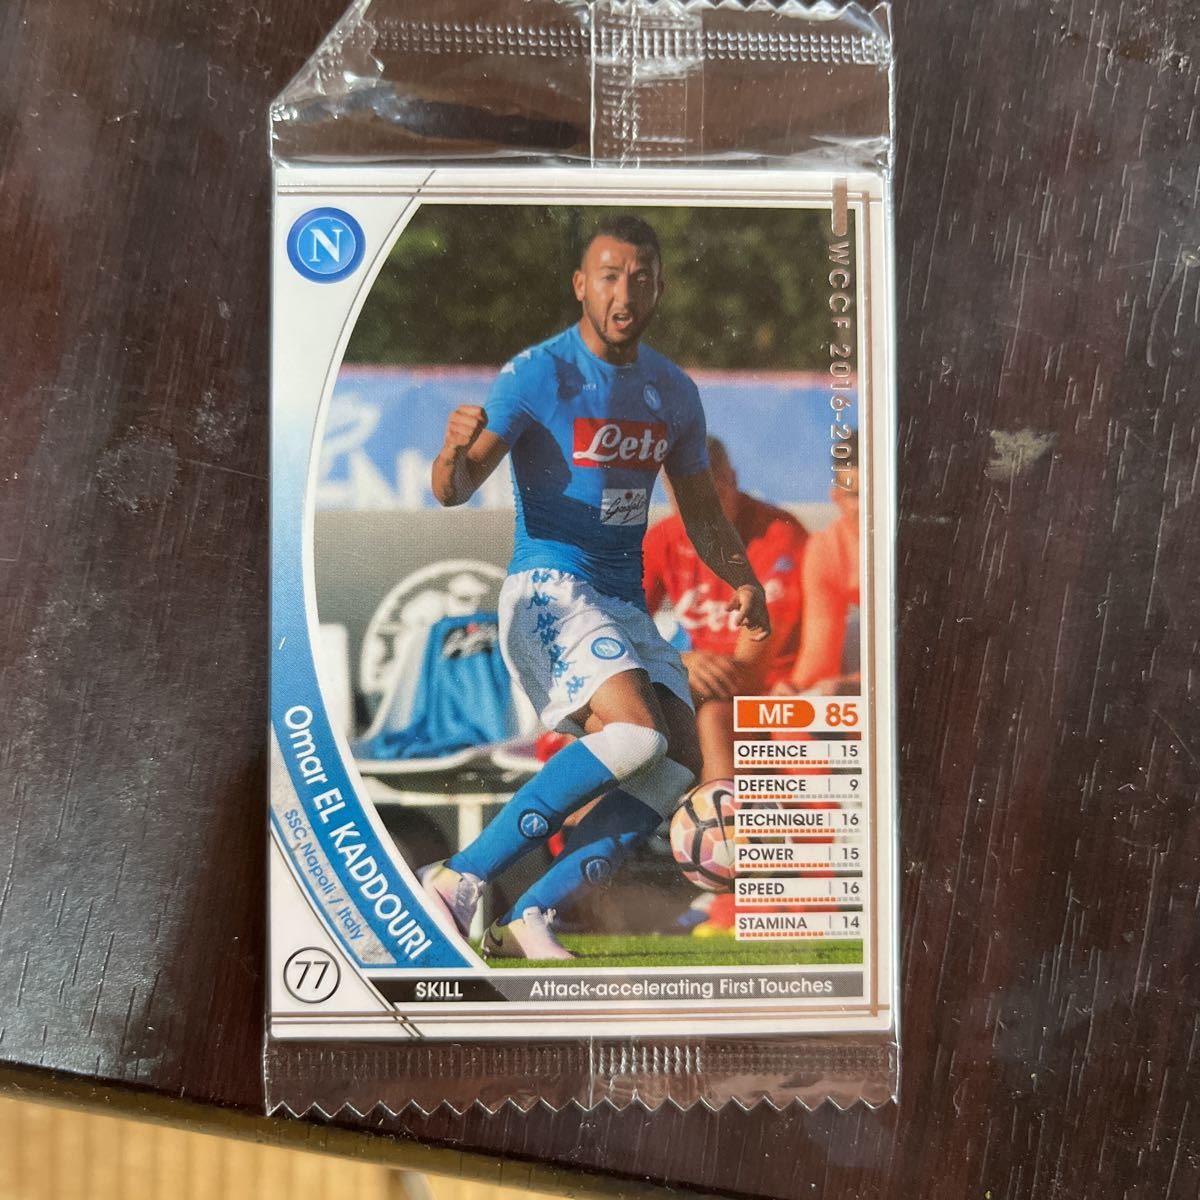 N
WCCF 2016-2017
Lete
Lete
N
N
MF 85
OFFENCE 15
DEFENCE 9
TECHNIQUE 16
POWER 15
SPEED 16
STAMINA 14
Omar EL KADDOURI
SSC Napoli / Italy
77
SKILL Attack-accelerating First Touches